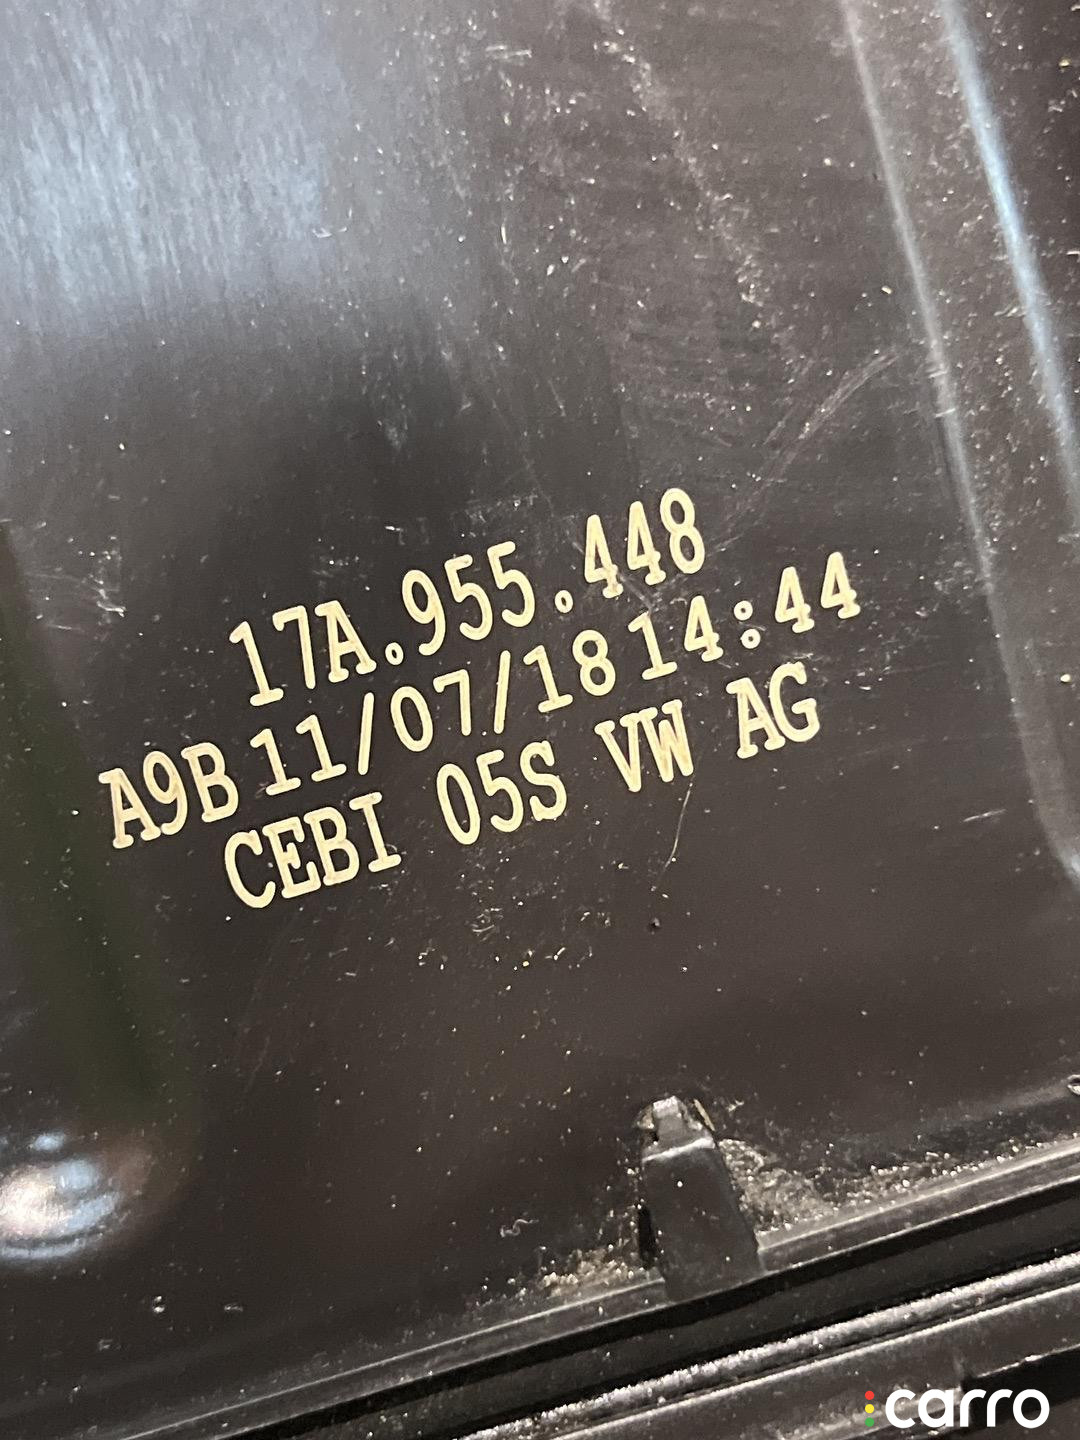 17A.955.448
A9B 11/07/18 14:44
CEBI 05S VW AG
carro